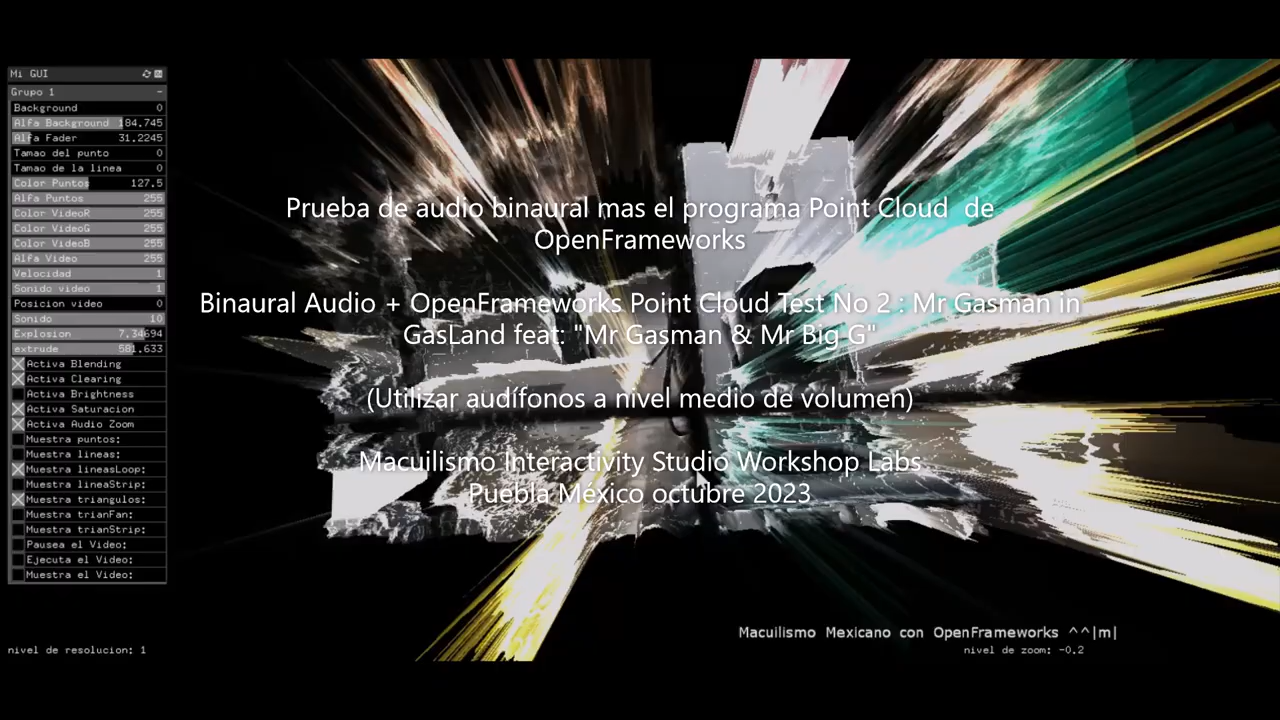 Mi GUI
Grupo 1 -
Background 0
Alfa Background 184.745
Alfa Fader 31.2245
Tamao del punto 0
Tamao de la linea 0
Color Puntos 127.5
Alfa Puntos 255
Color VideoR 255
Color VideoG 255
Color VideoB 255
Alfa Video 255
Velocidad 1
Sonido video 1
Posicion video 0
Sonido 10
Explosion 7.34694
extrude 581.633
Activa Blending
Activa Clearing
Activa Brightness
Activa Saturacion
Activa Audio Zoom
Muestra puntos:
Muestra lineas:
Muestra lineasLoop:
Muestra lineaStrip:
Muestra triangulos:
Muestra trianFan:
Muestra trianStrip:
Pausea el Video:
Ejecuta el Video:
Muestra el Video:
nivel de resolucion: 1
Prueba de audio binaural mas el programa Point Cloud de
OpenFrameworks
Binaural Audio + OpenFrameworks Point Cloud Test No 2 : Mr Gasman in
GasLand feat: "Mr Gasman & Mr Big G"
(Utilizar audífonos a nivel medio de volumen)
Macuilismo Interactivity Studio Workshop Labs
Puebla México octubre 2023
Macuilismo Mexicano con OpenFrameworks ^^|m|
nivel de zoom: -0.2